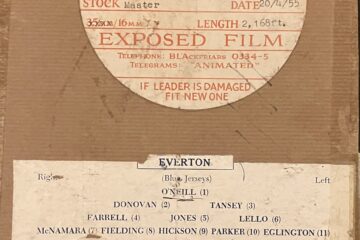 STOCK Master DATE 20/4/55
35mm/16mm LENGTH 2,168ft.
EXPOSED FILM
TELEPHONE: BLACKFRIARS 0334-5
TELEGRAMS: "ANIMATED"
IF LEADER IS DAMAGED
FIT NEW ONE
EVERTON
Right (Blue Jerseys) Left
O'NEILL (1)
DONOVAN (2) TANSEY (3)
FARRELL (4) JONES (5) LELLO (6)
McNAMARA (7) FIELDING (8) HICKSON (9) PARKER (10) EGLINGTON (11)